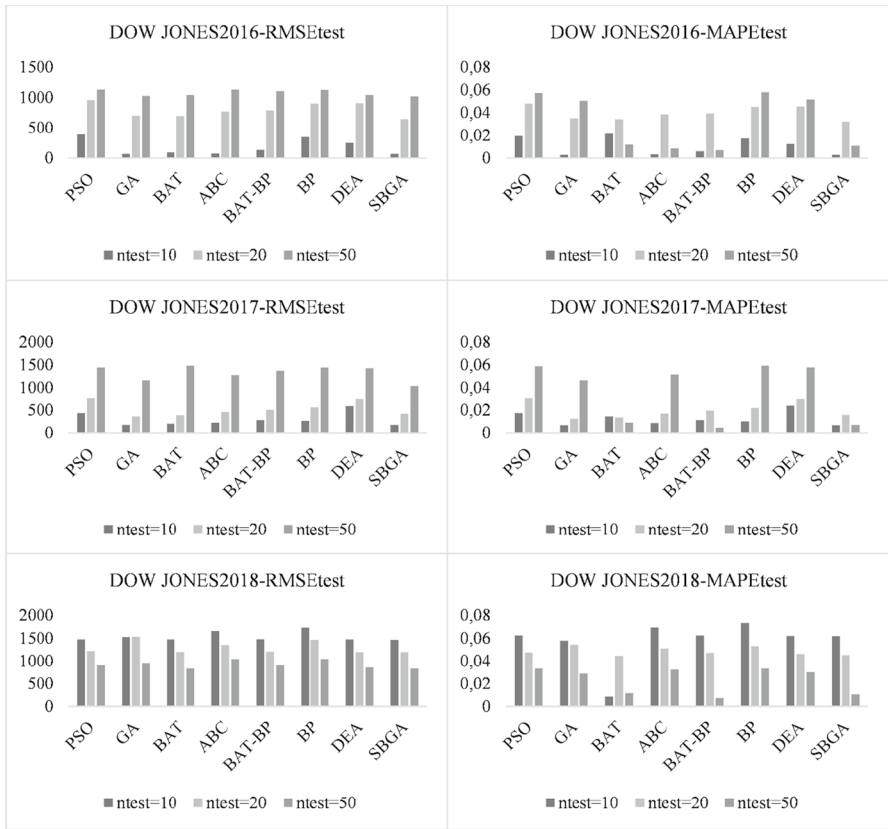 DOW JONES2016-RMSEtest
1500
1000
500
0
PSO
GA
BAT
ABC
BAT-BP
BP
DEA
SBGA
ntest=10 ntest=20 ntest=50
DOW JONES2016-MAPEtest
0,08
0,06
0,04
0,02
0
PSO
GA
BAT
ABC
BAT-BP
BP
DEA
SBGA
ntest=10 ntest=20 ntest=50
DOW JONES2017-RMSEtest
2000
1500
1000
500
0
PSO
GA
BAT
ABC
BAT-BP
BP
DEA
SBGA
ntest=10 ntest=20 ntest=50
DOW JONES2017-MAPEtest
0,08
0,06
0,04
0,02
0
PSO
GA
BAT
ABC
BAT-BP
BP
DEA
SBGA
ntest=10 ntest=20 ntest=50
DOW JONES2018-RMSEtest
2000
1500
1000
500
0
PSO
GA
BAT
ABC
BAT-BP
BP
DEA
SBGA
ntest=10 ntest=20 ntest=50
DOW JONES2018-MAPEtest
0,08
0,06
0,04
0,02
0
PSO
GA
BAT
ABC
BAT-BP
BP
DEA
SBGA
ntest=10 ntest=20 ntest=50